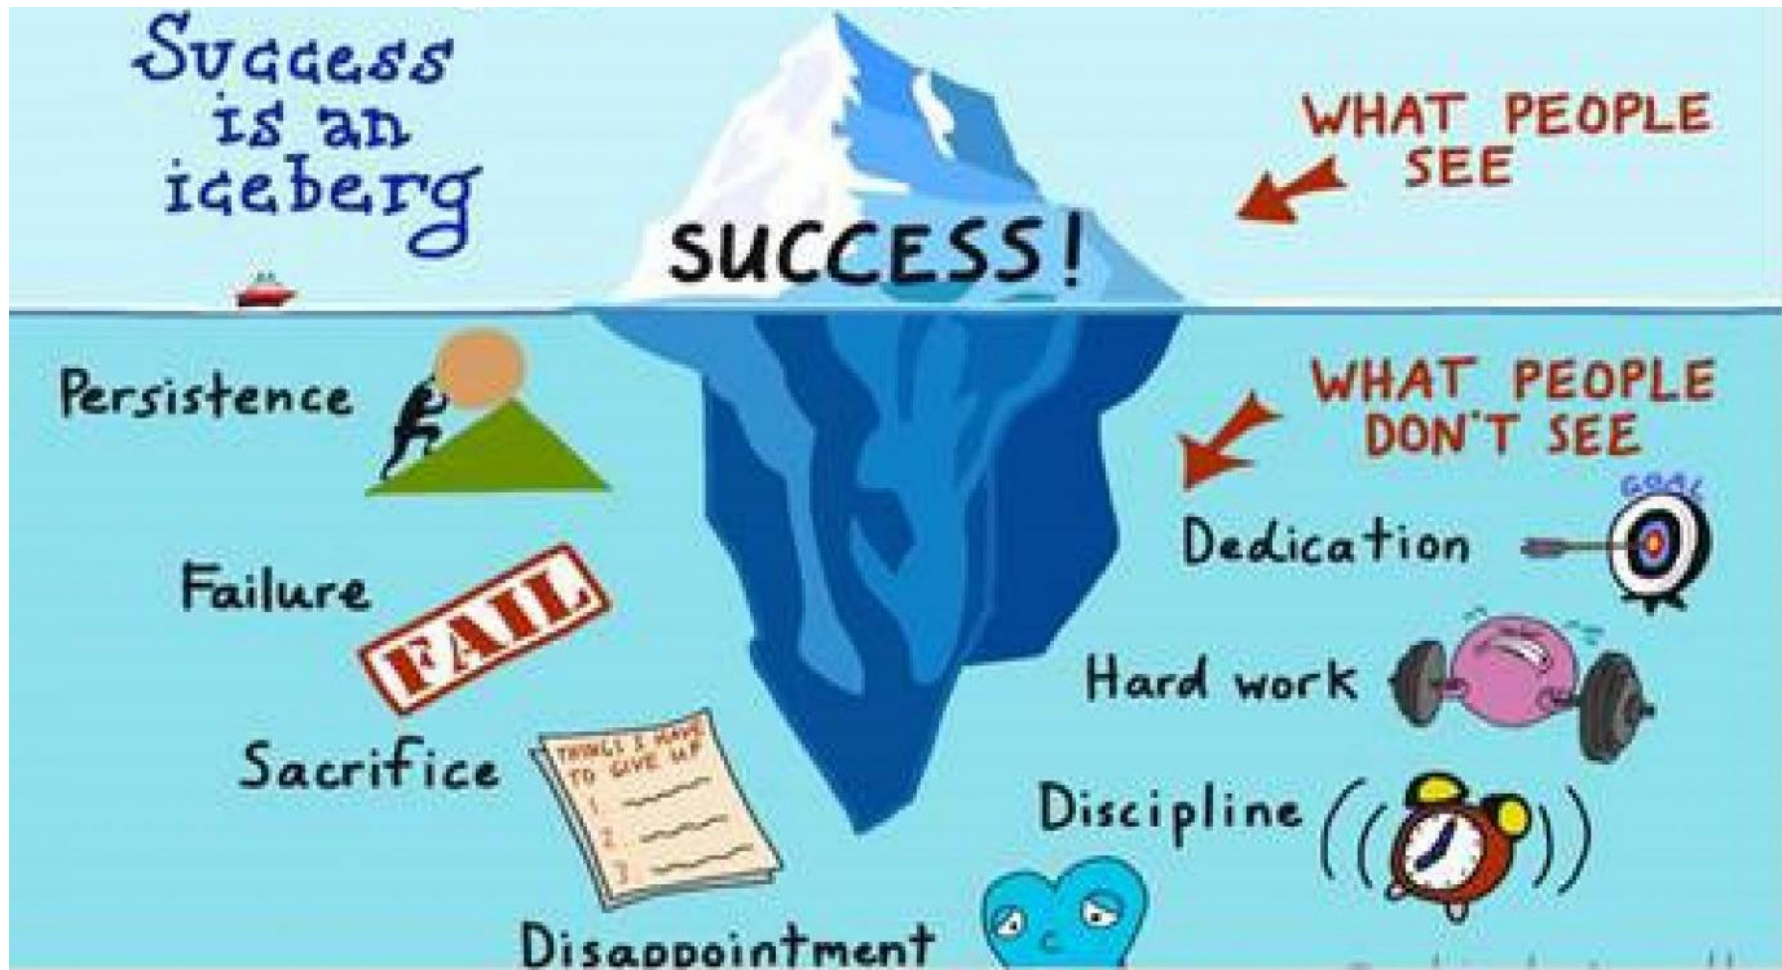 Success
is an
iceberg
WHAT PEOPLE
SEE
SUCCESS!
WHAT PEOPLE
DON'T SEE
Persistence
GOAL
Dedication
Failure
FAIL
Hard work
Sacrifice
THINGS I HAVE
TO GIVE UP
1.
2.
3.
Discipline
Disappointment